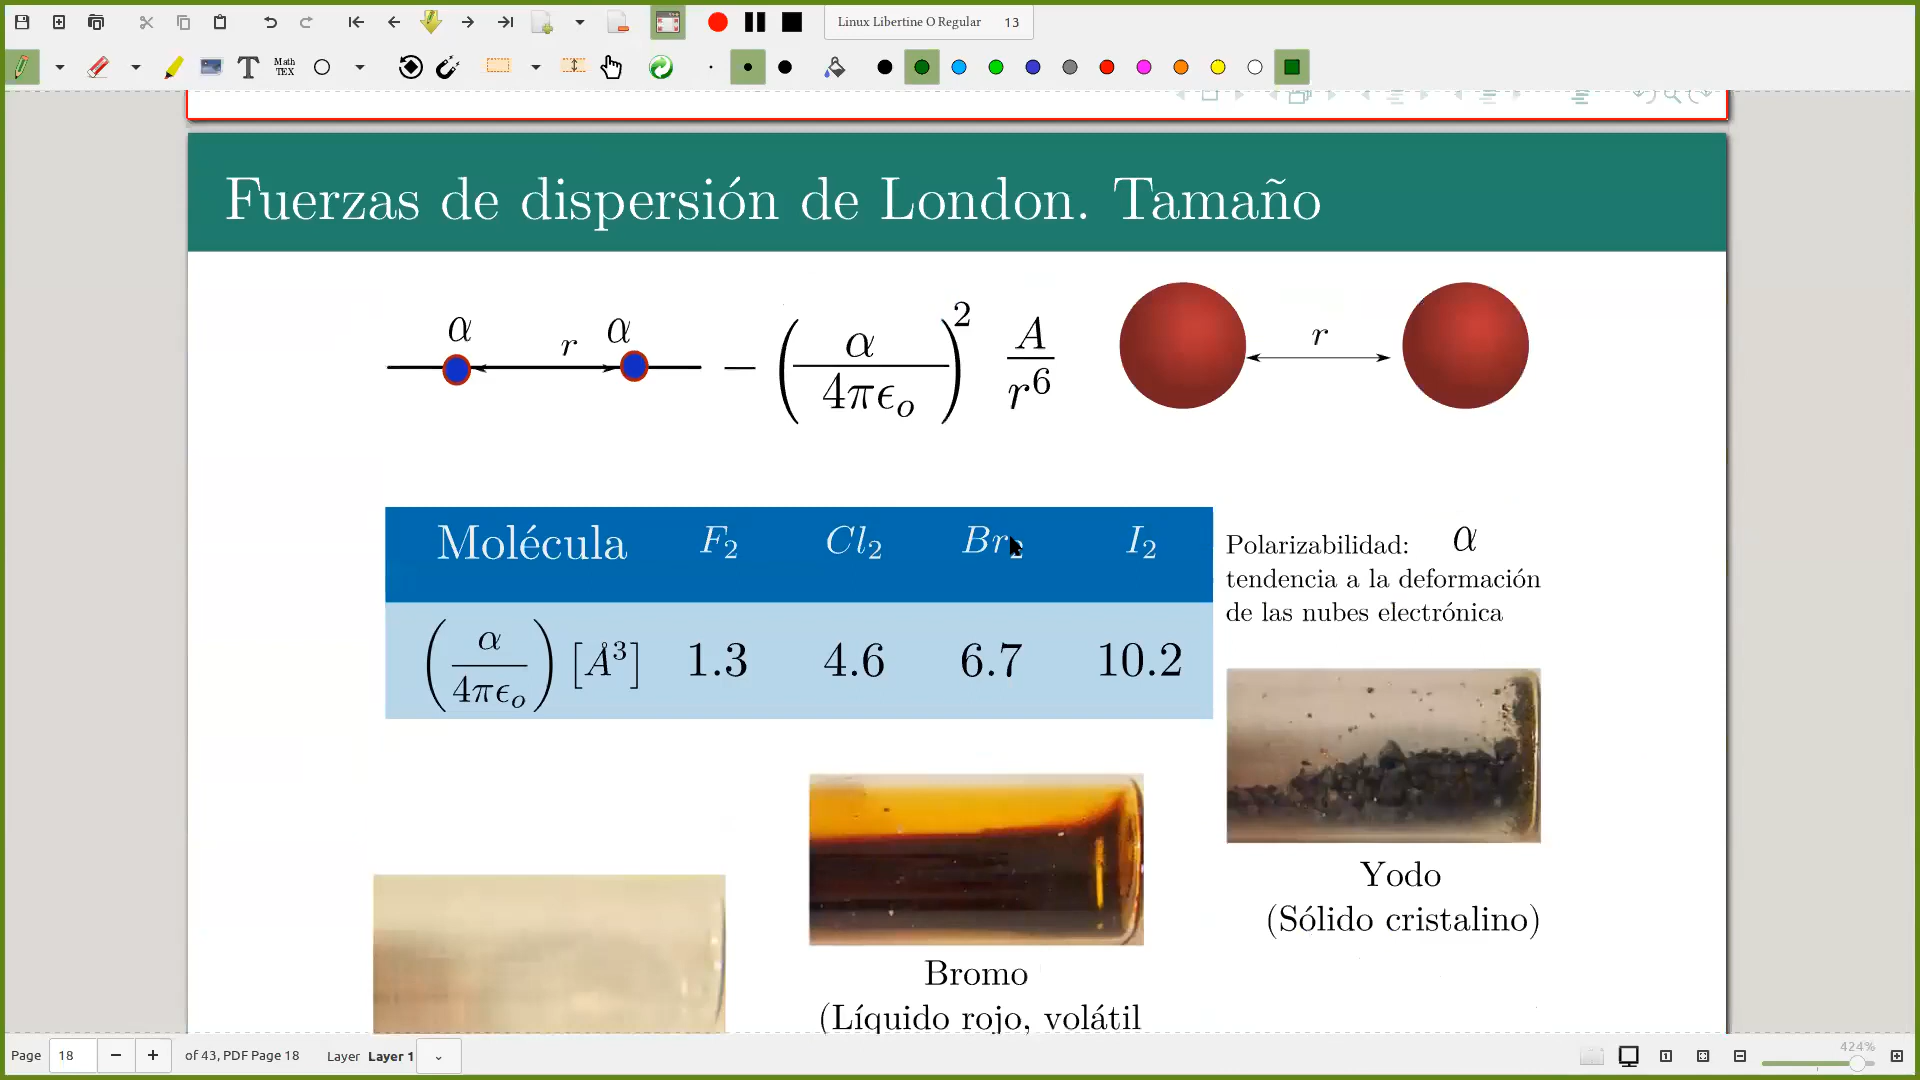 Linux Libertine O Regular 13
Math
TEX
Fuerzas de dispersión de London. Tamaño
α r α − (α / 4πϵₒ)² A / r⁶ r
Molécula F₂ Cl₂ Br₂ I₂
(α / 4πϵₒ) [Å³] 1.3 4.6 6.7 10.2
Polarizabilidad: α
tendencia a la deformación
de las nubes electrónica
Yodo
(Sólido cristalino)
Bromo
(Líquido rojo, volátil
Page 18 of 43, PDF Page 18 Layer Layer 1
424%